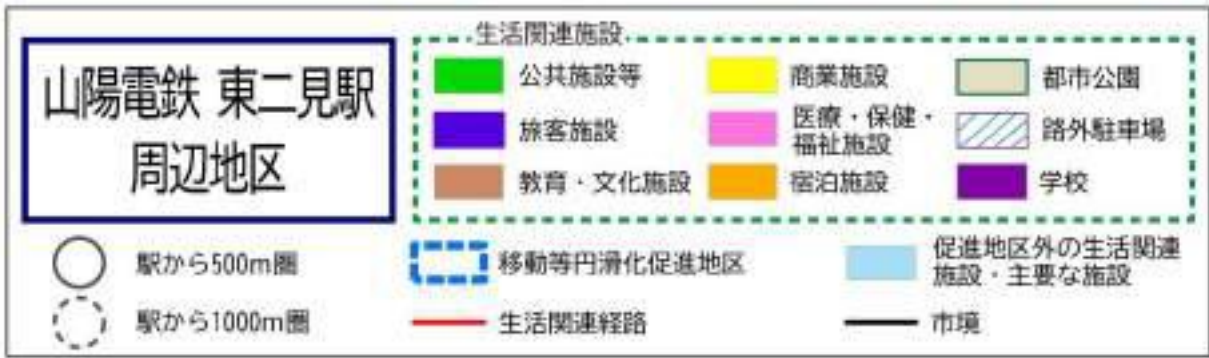 山陽電鉄 東二見駅
周辺地区
生活関連施設
公共施設等
商業施設
都市公園
旅客施設
医療・保健・
福祉施設
路外駐車場
教育・文化施設
宿泊施設
学校
駅から500m圏
移動等円滑化促進地区
促進地区外の生活関連
施設・主要な施設
駅から1000m圏
生活関連経路
市境